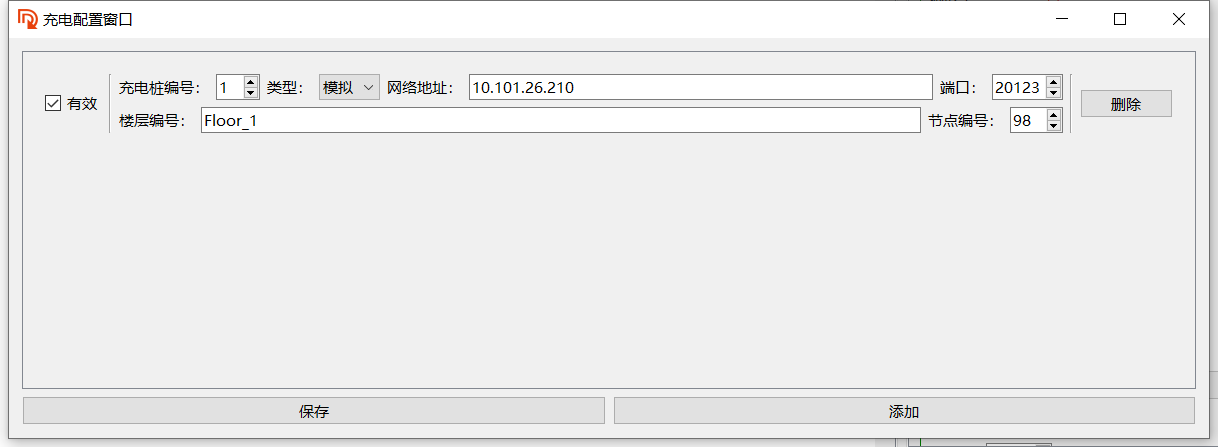 充电配置窗口
有效
充电桩编号： 1 类型： 模拟 网络地址： 10.101.26.210 端口： 20123
楼层编号： Floor_1 节点编号： 98
删除
保存 添加